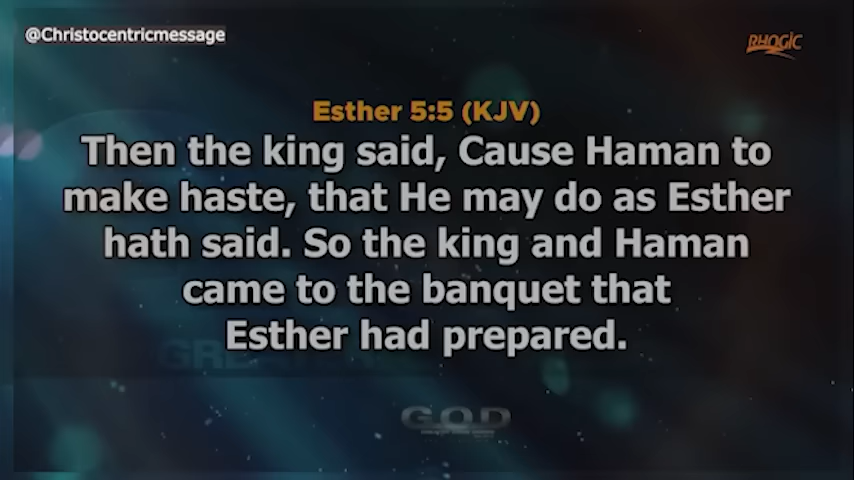 @Christocentricmessage
RHOGIC
Esther 5:5 (KJV)
Then the king said, Cause Haman to
make haste, that He may do as Esther
hath said. So the king and Haman
came to the banquet that
Esther had prepared.
G.O.D